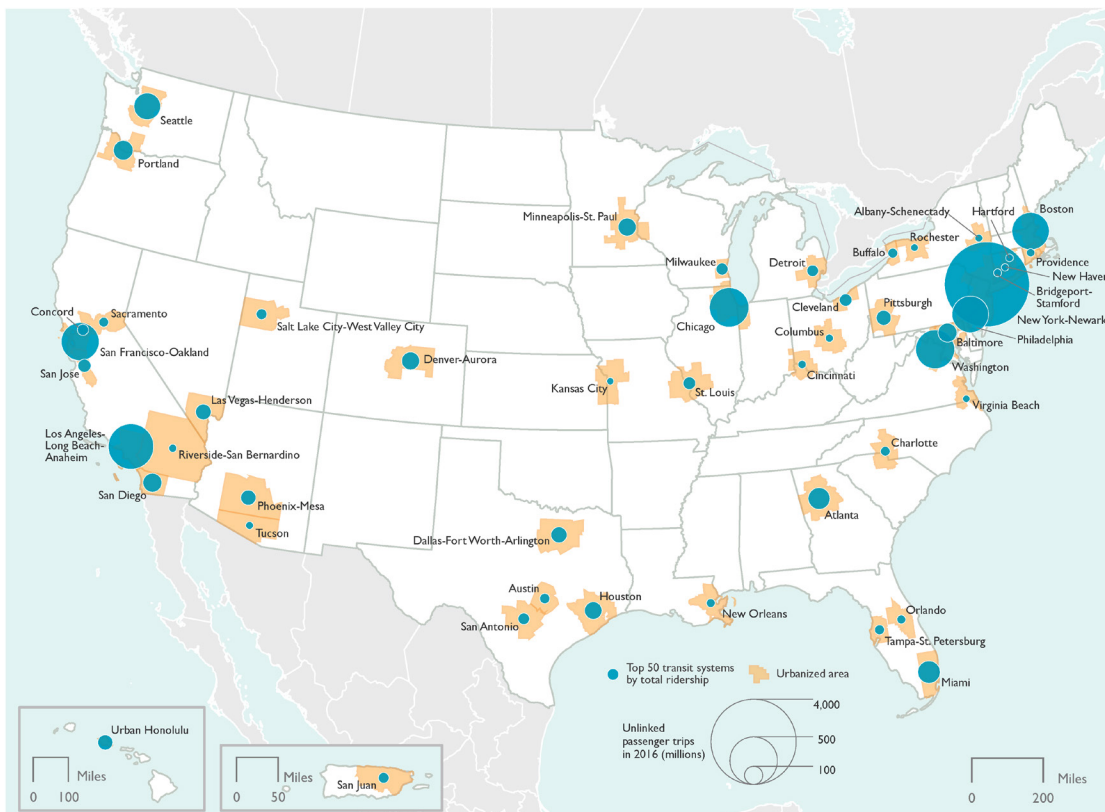 Seattle
Portland
Minneapolis-St. Paul
Albany-Schenectady
Hartford
Boston
Rochester
Buffalo
Milwaukee
Detroit
Providence
New Haven
Bridgeport-
Stamford
Concord
Sacramento
Salt Lake City-West Valley City
Chicago
Cleveland
Pittsburgh
New York-Newark
San Francisco-Oakland
Columbus
Baltimore
Philadelphia
San Jose
Denver-Aurora
Kansas City
St. Louis
Cincinnati
Washington
Las Vegas-Henderson
Virginia Beach
Los Angeles-
Long Beach-
Anaheim
Riverside-San Bernardino
Charlotte
San Diego
Phoenix-Mesa
Atlanta
Tucson
Dallas-Fort Worth-Arlington
Austin
Houston
San Antonio
New Orleans
Orlando
Tampa-St. Petersburg
Miami
Top 50 transit systems
by total ridership
Urbanized area
Unlinked
passenger trips
in 2016 (millions)
4,000
500
100
Urban Honolulu
Miles
0 100
San Juan
Miles
0 50
Miles
0 200